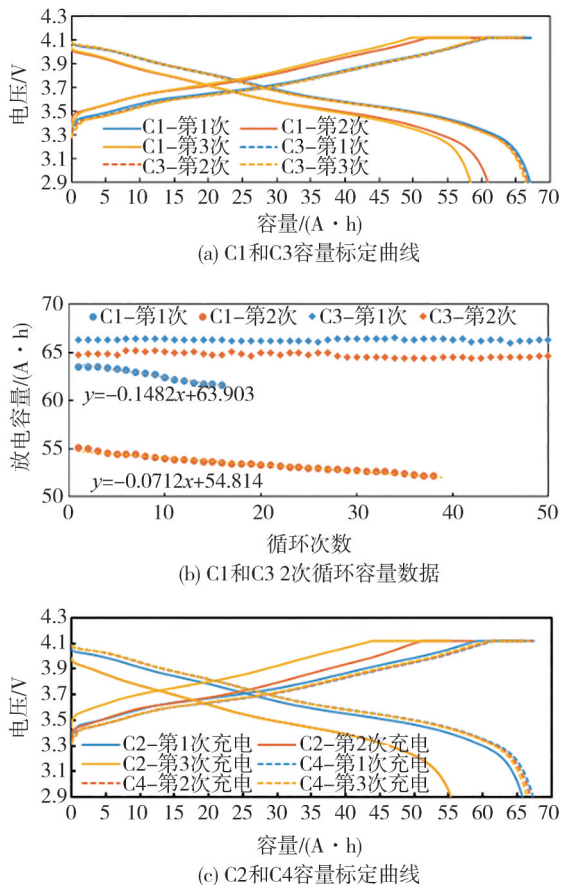 4.3
4.1
3.9
3.7
3.5
3.3
3.1
2.9
电压/V
C1-第1次 C1-第2次
C1-第3次 C3-第1次
C3-第2次 C3-第3次
0 5 10 15 20 25 30 35 40 45 50 55 60 65 70
容量/(A·h)
(a) C1和C3容量标定曲线
70
65
60
55
50
放电容量/(A·h)
C1-第1次 C1-第2次 C3-第1次 C3-第2次
y=-0.1482x+63.903
y=-0.0712x+54.814
0 10 20 30 40 50
循环次数
(b) C1和C3 2次循环容量数据
4.3
4.1
3.9
3.7
3.5
3.3
3.1
2.9
电压/V
C2-第1次充电 C2-第2次充电
C2-第3次充电 C4-第1次充电
C4-第2次充电 C4-第3次充电
0 5 10 15 20 25 30 35 40 45 50 55 60 65 70
容量/(A·h)
(c) C2和C4容量标定曲线